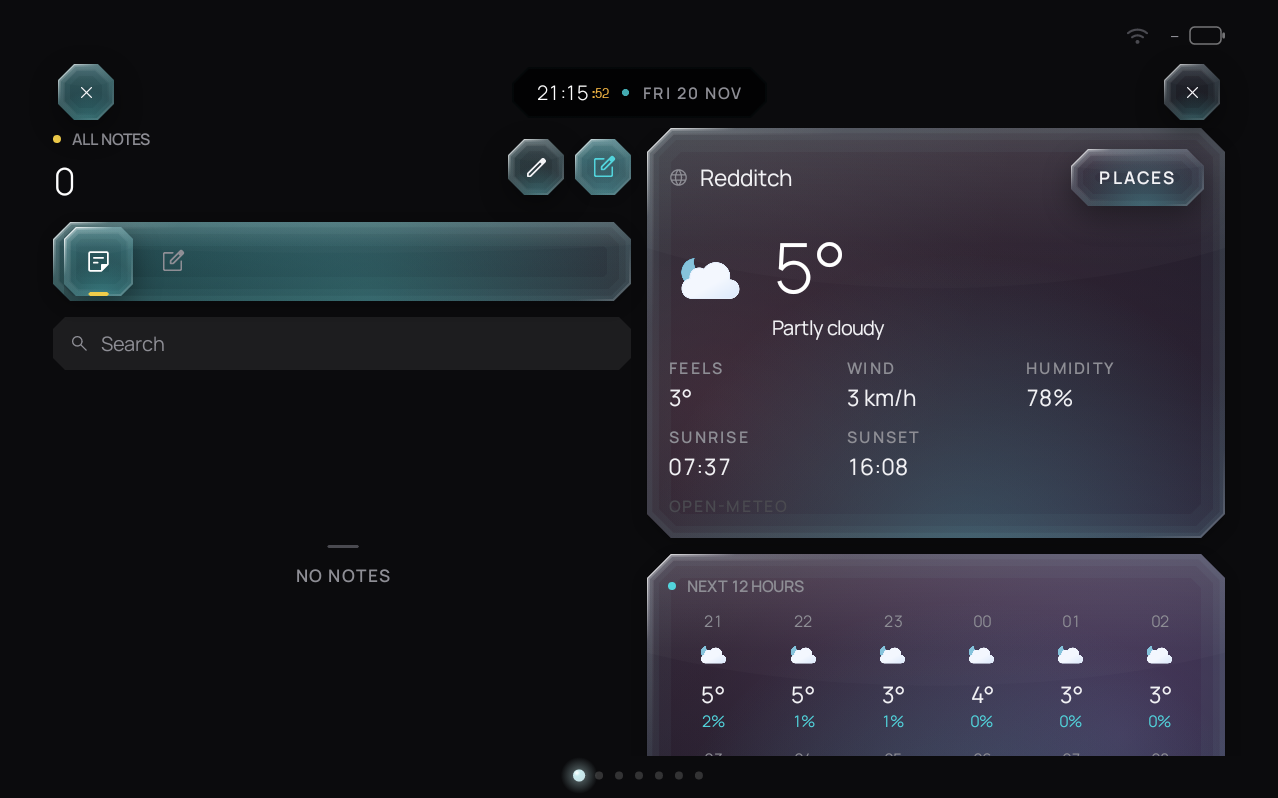 –
21:15:52 FRI 20 NOV
ALL NOTES
0
Search
NO NOTES
Redditch
PLACES
5°
Partly cloudy
FEELS WIND HUMIDITY
3° 3 km/h 78%
SUNRISE SUNSET
07:37 16:08
OPEN-METEO
NEXT 12 HOURS
21 22 23 00 01 02
5° 5° 3° 4° 3° 3°
2% 1% 1% 0% 0% 0%